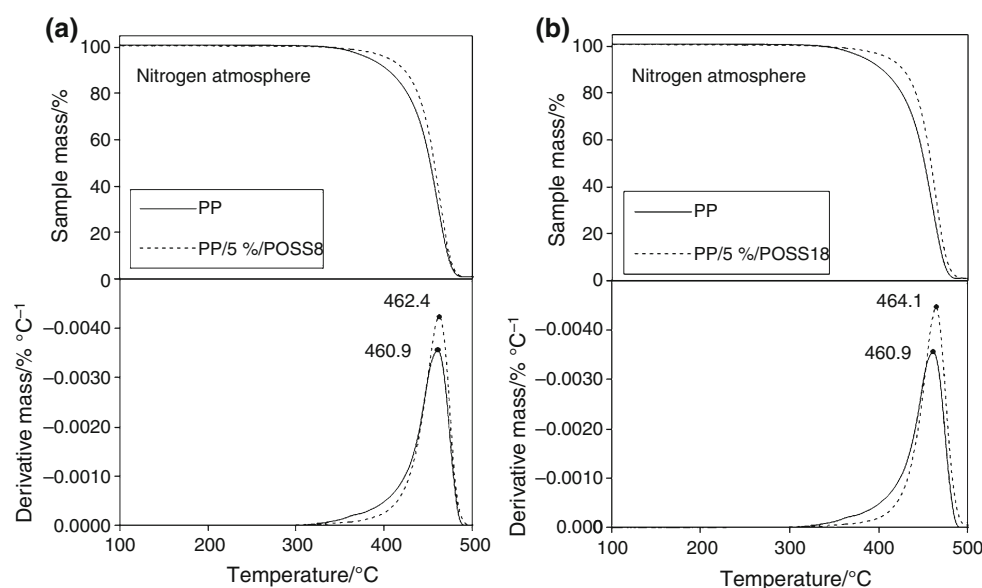 (a)
Sample mass/%
100
80
60
40
20
0
Nitrogen atmosphere
PP
PP/5 %/POSS8
Derivative mass/% °C⁻¹
–0.0040
–0.0030
–0.0020
–0.0010
0.0000
462.4
460.9
100
200
300
400
500
Temperature/°C
(b)
Sample mass/%
100
80
60
40
20
0
Nitrogen atmosphere
PP
PP/5 %/POSS18
Derivative mass/% °C⁻¹
–0.0040
–0.0030
–0.0020
–0.0010
0.0000
464.1
460.9
100
200
300
400
500
Temperature/°C